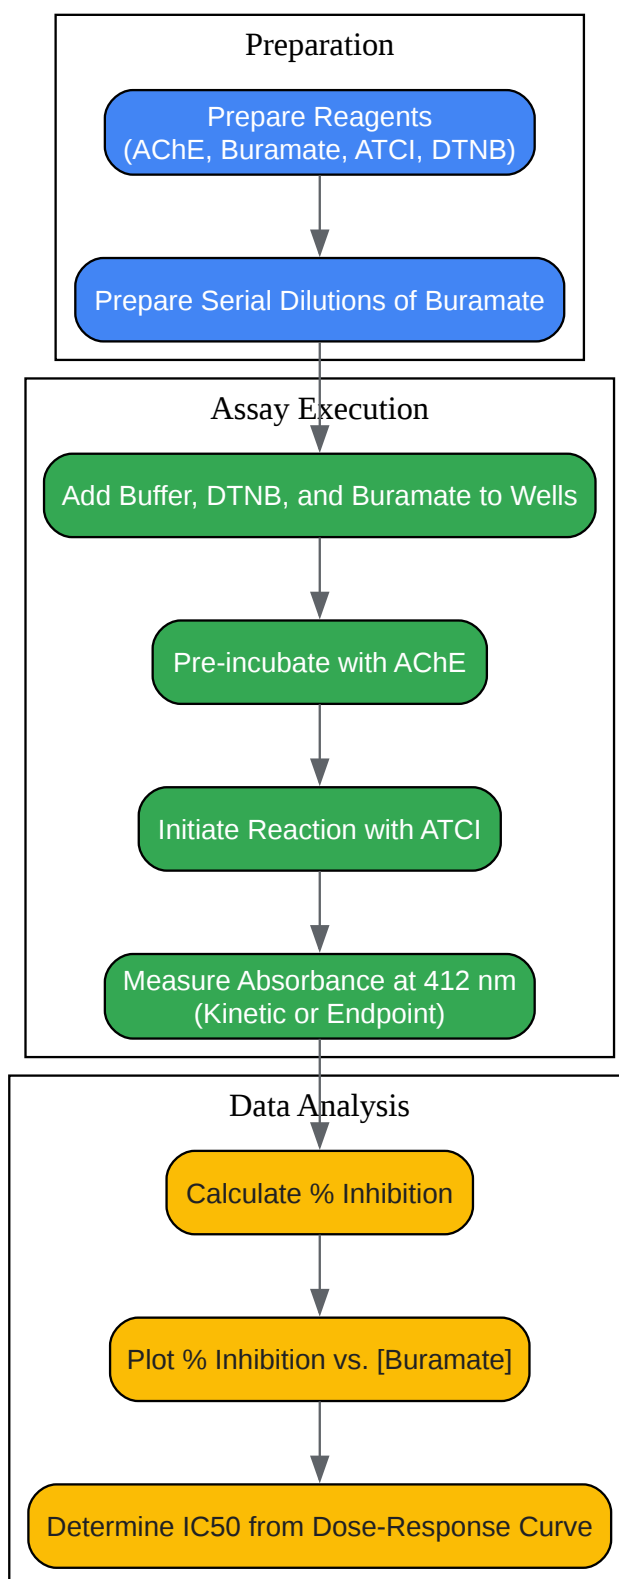 Preparation
Prepare Reagents
(AChE, Buramate, ATCI, DTNB)
Prepare Serial Dilutions of Buramate
Assay Execution
Add Buffer, DTNB, and Buramate to Wells
Pre-incubate with AChE
Initiate Reaction with ATCI
Measure Absorbance at 412 nm
(Kinetic or Endpoint)
Data Analysis
Calculate % Inhibition
Plot % Inhibition vs. [Buramate]
Determine IC50 from Dose-Response Curve